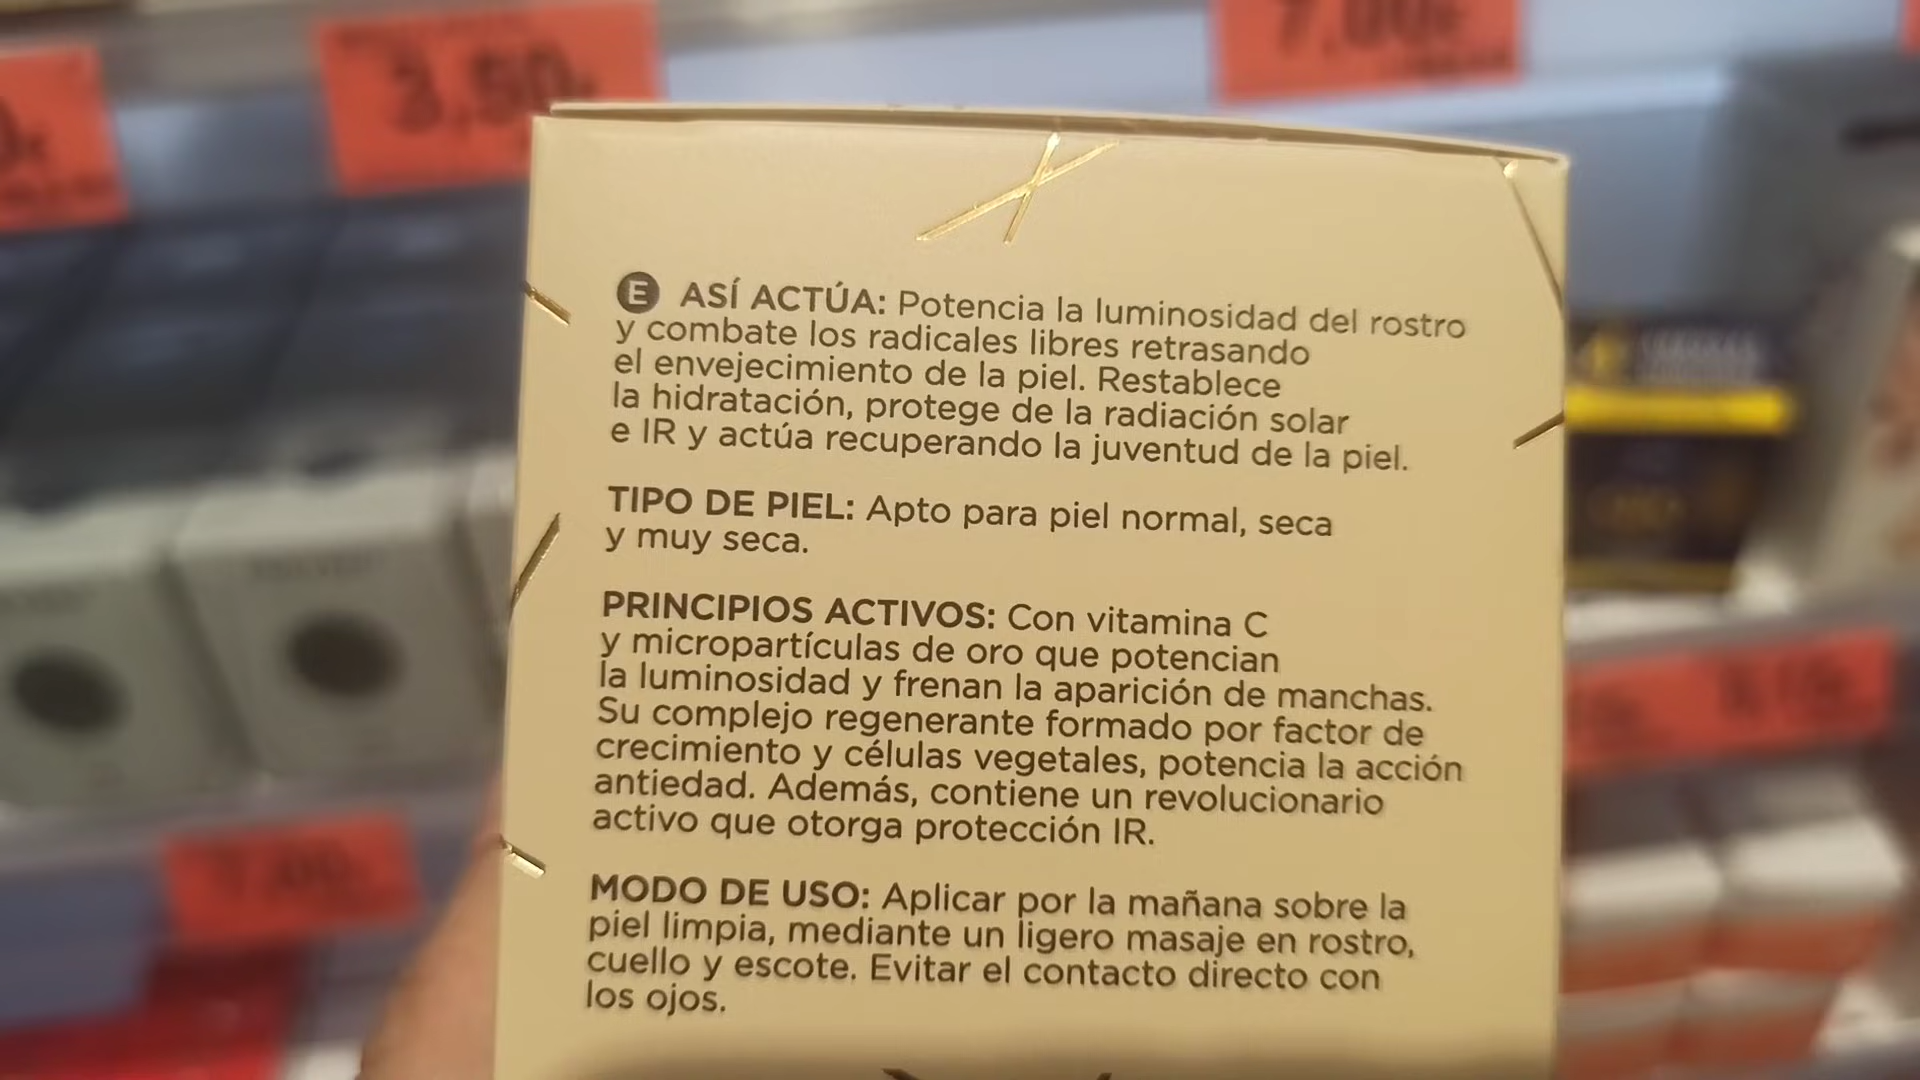 3,50
7,00€
E ASÍ ACTÚA: Potencia la luminosidad del rostro
y combate los radicales libres retrasando
el envejecimiento de la piel. Restablece
la hidratación, protege de la radiación solar
e IR y actúa recuperando la juventud de la piel.
TIPO DE PIEL: Apto para piel normal, seca
y muy seca.
PRINCIPIOS ACTIVOS: Con vitamina C
y micropartículas de oro que potencian
la luminosidad y frenan la aparición de manchas.
Su complejo regenerante formado por factor de
crecimiento y células vegetales, potencia la acción
antiedad. Además, contiene un revolucionario
activo que otorga protección IR.
MODO DE USO: Aplicar por la mañana sobre la
piel limpia, mediante un ligero masaje en rostro,
cuello y escote. Evitar el contacto directo con
los ojos.